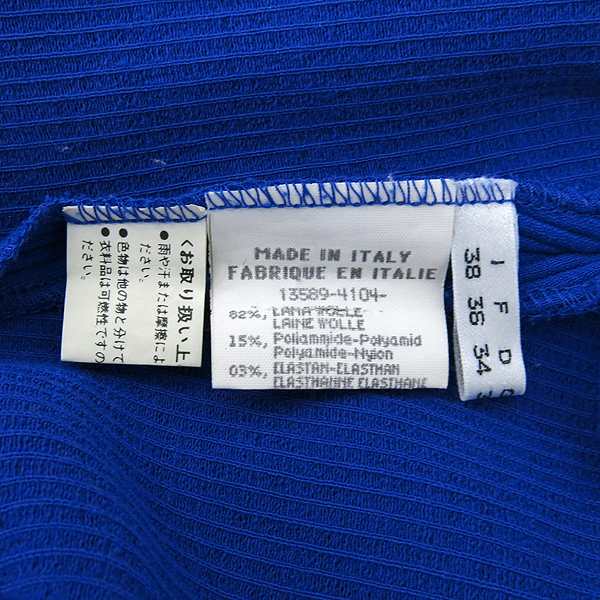 〈お取り扱い上
●雨や汗または摩擦によ
ださい。
●色物は他の物と分けて
ださい。
●衣料品は可燃性ですの
MADE IN ITALY
FABRIQUE EN ITALIE
13589-4104-
82%, LANA WOLLE
LAINE WOLLE
15%, Poliammide-Polyamid
Polyamide-Nylon
03%, ELASTAN-ELASTMAN
ELASTHANNE ELASTHANE
I F D
38 36 34